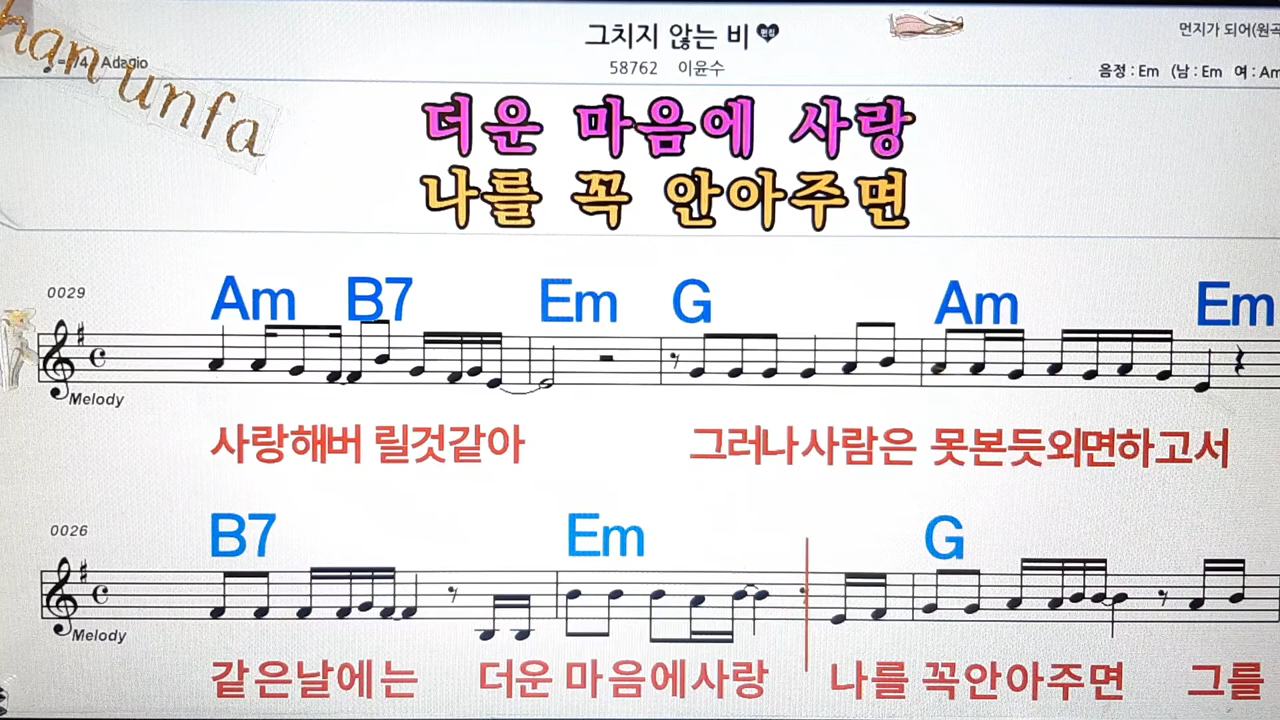 han unfa
그치지 않는 비
먼지가 되어(원곡
/4 Adagio
58762 이윤수
음정 : Em (남 : Em 여 : Am
더운 마음에 사랑
나를 꼭 안아주면
0029
Am B7 Em G Am Em
Melody
사랑해버 릴것같아 그러나사람은 못본듯외면하고서
0026
B7 Em G
Melody
같은날에는 더운 마음에사랑 나를 꼭안아주면 그를